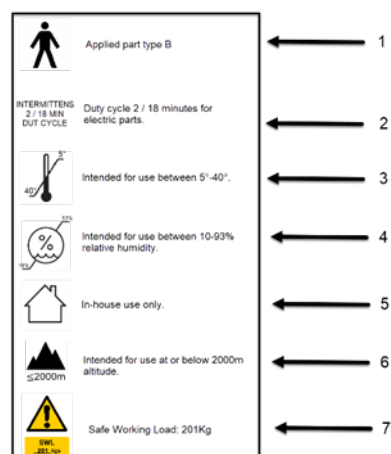 Applied part type B
1
INTERMITTENS
2 / 18 MIN
DUT CYCLE
Duty cycle 2 / 18 minutes for
electric parts.
2
5°
40°
Intended for use between 5°-40°.
3
93%
%
10%
Intended for use between 10-93%
relative humidity.
4
In-house use only.
5
≤2000m
Intended for use at or below 2000m
altitude.
6
SWL
201 kgs
Safe Working Load: 201Kg
7